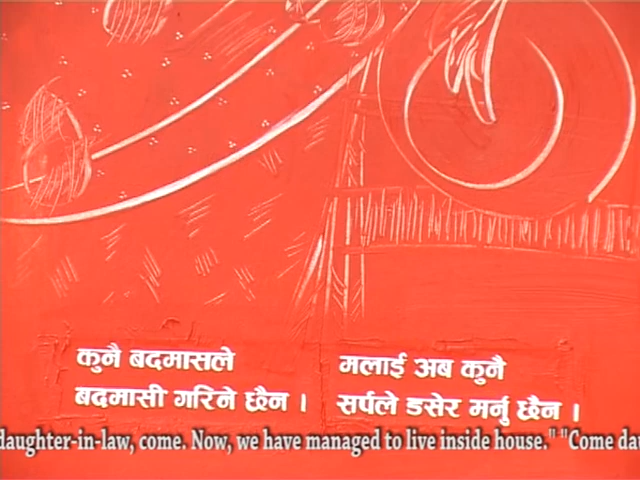 कुनै बदमासले
बदमासी गरिने छैन ।
मलाई अब कुनै
सर्पले डसेर मर्नु छैन ।
daughter-in-law, come. Now, we have managed to live inside house." "Come dau